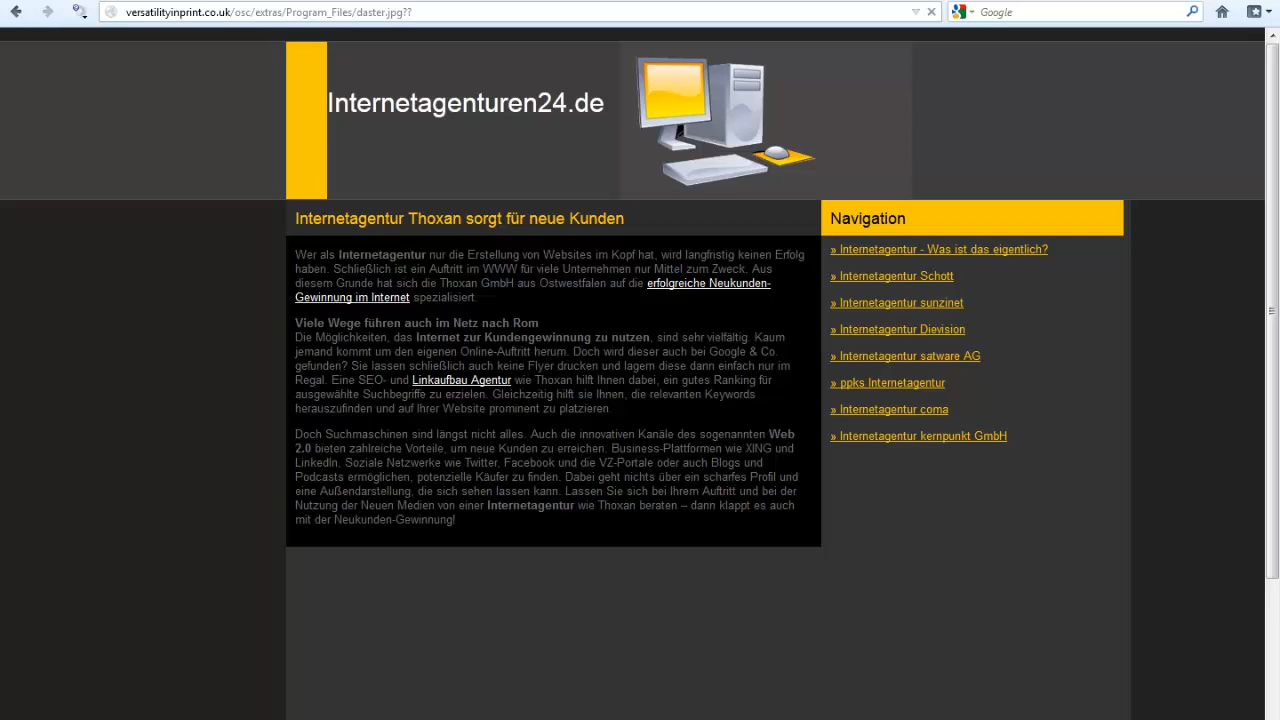 versatilityinprint.co.uk/osc/extras/Program_Files/daster.jpg??
Google
Internetagenturen24.de
Internetagentur Thoxan sorgt für neue Kunden
Wer als Internetagentur nur die Erstellung von Websites im Kopf hat, wird langfristig keinen Erfolg
haben. Schließlich ist ein Auftritt im WWW für viele Unternehmen nur Mittel zum Zweck. Aus
diesem Grunde hat sich die Thoxan GmbH aus Ostwestfalen auf die erfolgreiche Neukunden-
Gewinnung im Internet spezialisiert.
Viele Wege führen auch im Netz nach Rom
Die Möglichkeiten, das Internet zur Kundengewinnung zu nutzen, sind sehr vielfältig. Kaum
jemand kommt um den eigenen Online-Auftritt herum. Doch wird dieser auch bei Google & Co.
gefunden? Sie lassen schließlich auch keine Flyer drucken und lagern diese dann einfach nur im
Regal. Eine SEO- und Linkaufbau Agentur wie Thoxan hilft Ihnen dabei, ein gutes Ranking für
ausgewählte Suchbegriffe zu erzielen. Gleichzeitig hilft sie Ihnen, die relevanten Keywords
herauszufinden und auf Ihrer Website prominent zu platzieren.
Doch Suchmaschinen sind längst nicht alles. Auch die innovativen Kanäle des sogenannten Web
2.0 bieten zahlreiche Vorteile, um neue Kunden zu erreichen. Business-Plattformen wie XING und
LinkedIn, Soziale Netzwerke wie Twitter, Facebook und die VZ-Portale oder auch Blogs und
Podcasts ermöglichen, potenzielle Käufer zu finden. Dabei geht nichts über ein scharfes Profil und
eine Außendarstellung, die sich sehen lassen kann. Lassen Sie sich bei Ihrem Auftritt und bei der
Nutzung der Neuen Medien von einer Internetagentur wie Thoxan beraten – dann klappt es auch
mit der Neukunden-Gewinnung!
Navigation
» Internetagentur - Was ist das eigentlich?
» Internetagentur Schott
» Internetagentur sunzinet
» Internetagentur Dievision
» Internetagentur satware AG
» ppks Internetagentur
» Internetagentur coma
» Internetagentur kernpunkt GmbH